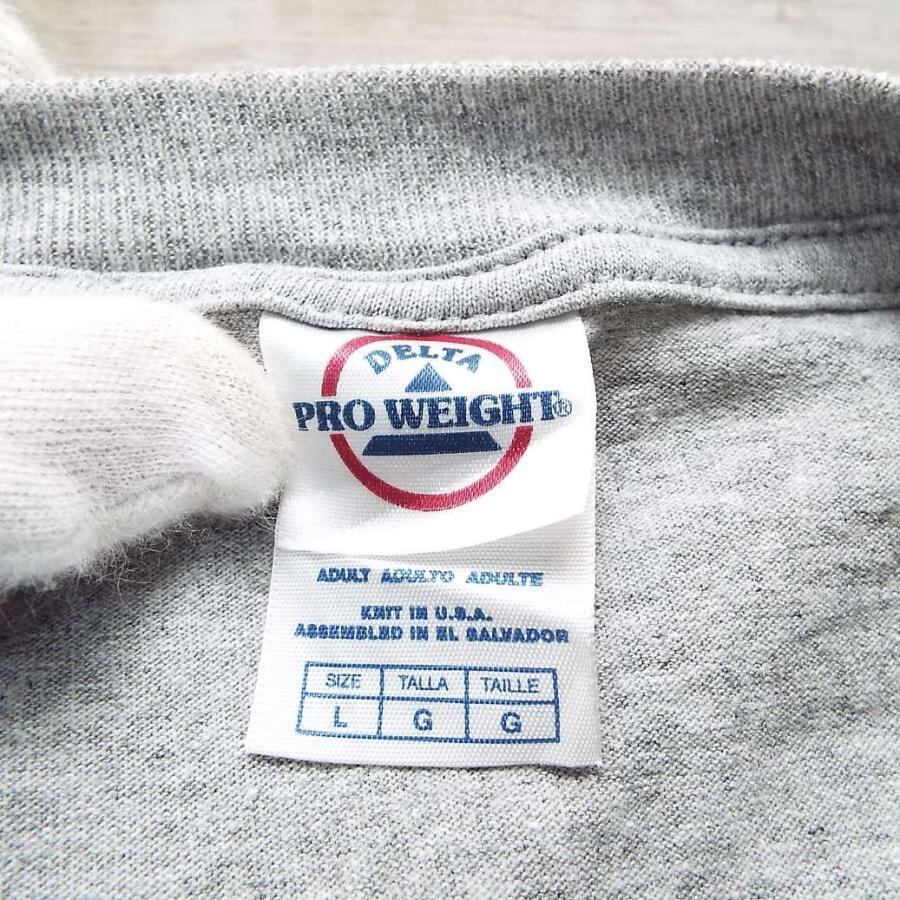 DELTA
PRO WEIGHT®
ADULT ADULTO ADULTE
KNIT IN U.S.A.
ASSEMBLED IN EL SALVADOR
SIZE TALLA TAILLE
L G G